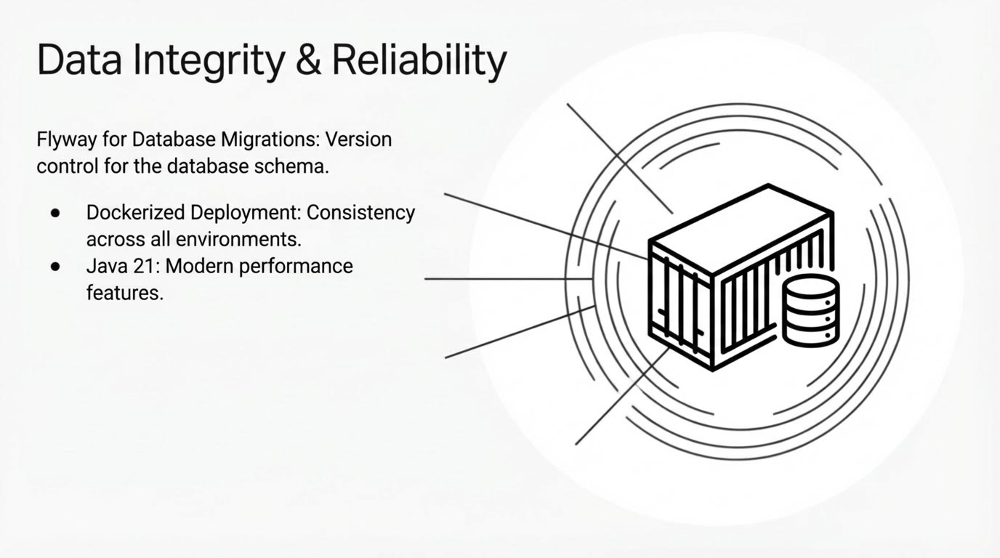 Data Integrity & Reliability
Flyway for Database Migrations: Version
control for the database schema.
● Dockerized Deployment: Consistency
across all environments.
● Java 21: Modern performance
features.